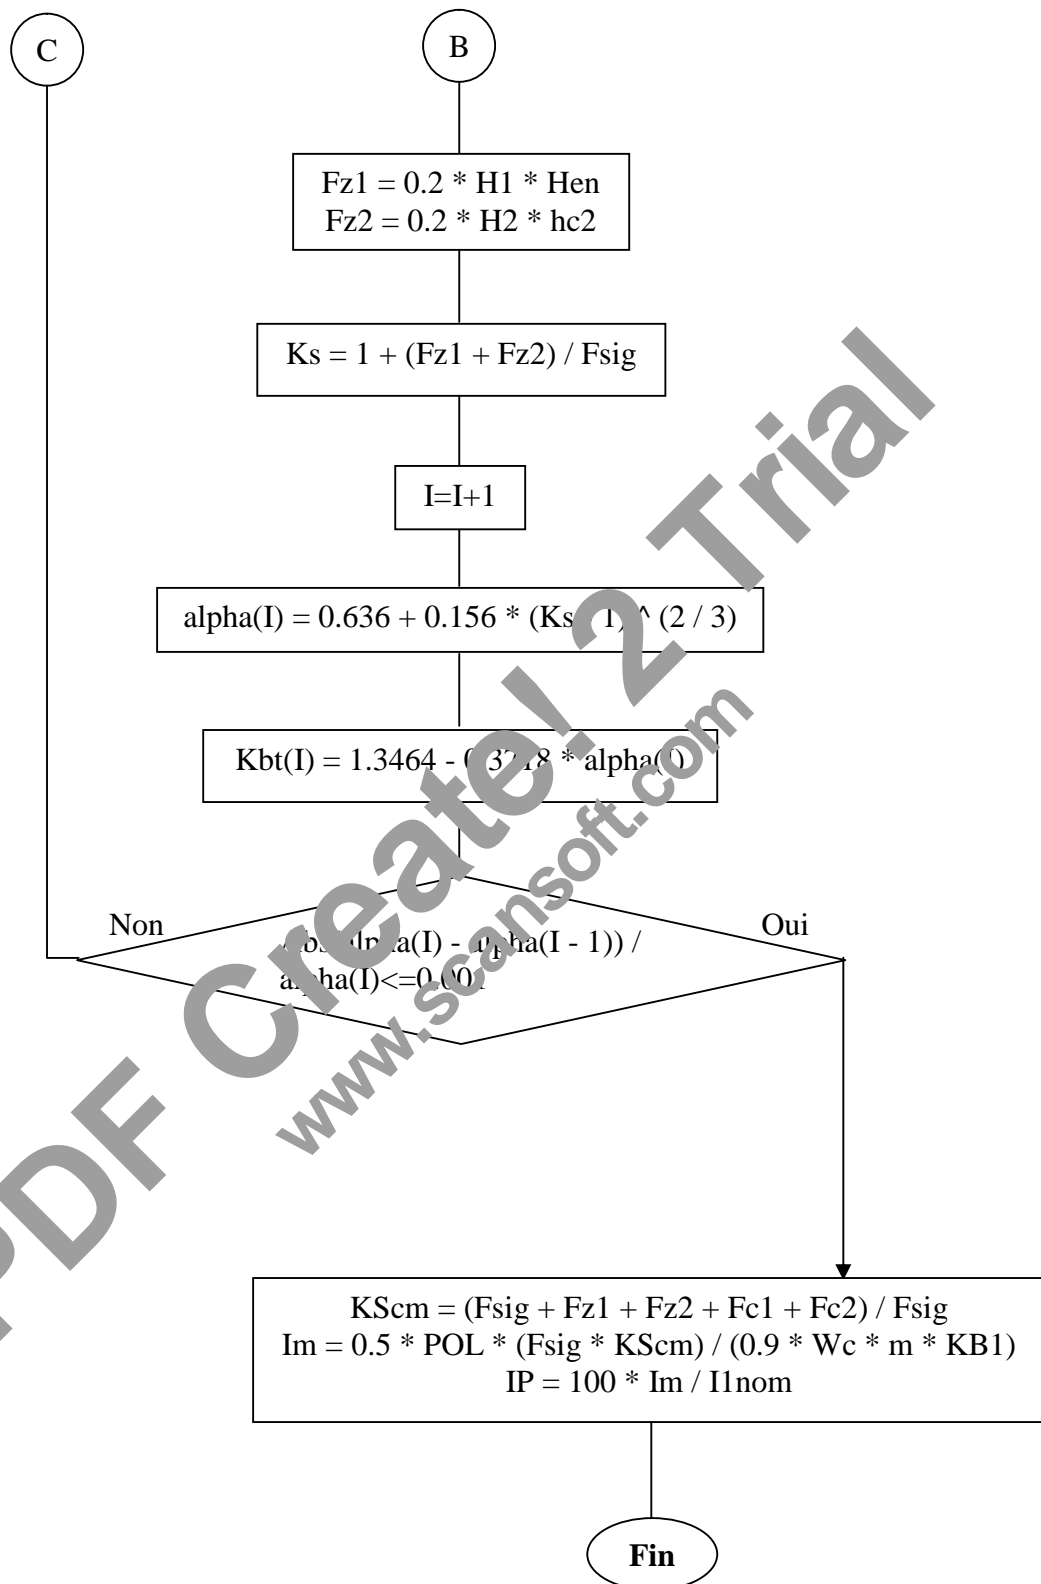 C
B
Fz1 = 0.2 * H1 * Hen
Fz2 = 0.2 * H2 * hc2
Ks = 1 + (Fz1 + Fz2) / Fsig
I=I+1
alpha(I) = 0.636 + 0.156 * (Ks 1) ^ (2 / 3)
Kbt(I) = 1.3464 - * alpha(I)
Non
Oui
alpha(I) - alpha(I - 1)) /
alpha(I)<=
KScm = (Fsig + Fz1 + Fz2 + Fc1 + Fc2) / Fsig
Im = 0.5 * POL * (Fsig * KScm) / (0.9 * Wc * m * KB1)
IP = 100 * Im / I1nom
Fin
PDF Create! 2 Trial
www.scansoft.com